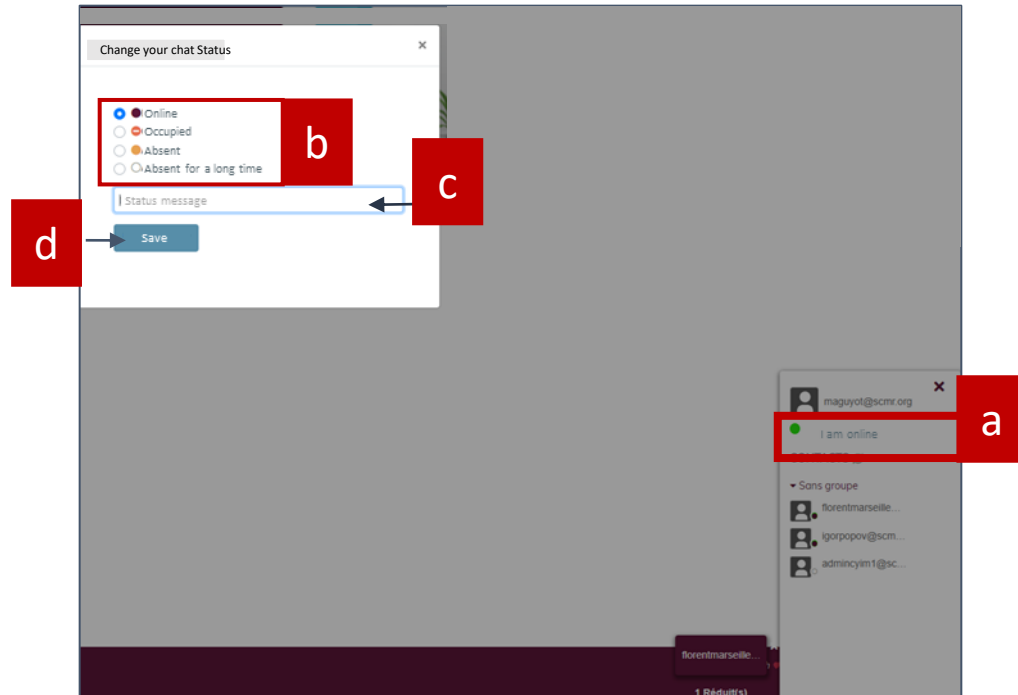 Change your chat Status
×
Online
Occupied
Absent
Absent for a long time
b
Status message
c
Save
d
×
maguyot@scmr.org
I am online
a
Sans groupe
florentmarseille...
igorpopov@scm...
admincyim1@sc...
florentmarseille...
1 Réduit(s)